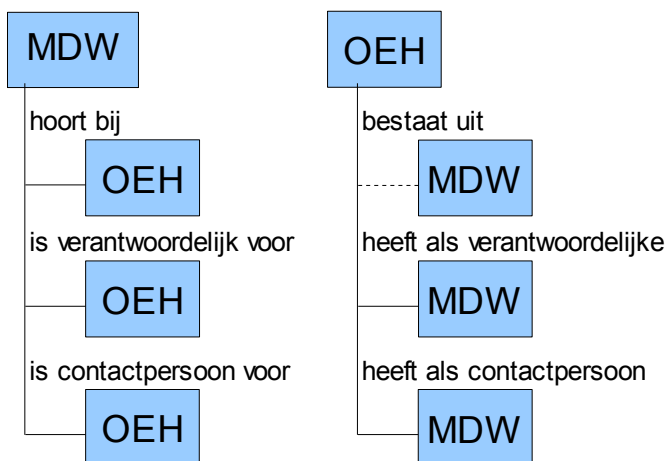 MDW
hoort bij
OEH
is verantwoordelijk voor
OEH
is contactpersoon voor
OEH
OEH
bestaat uit
MDW
heeft als verantwoordelijke
MDW
heeft als contactpersoon
MDW